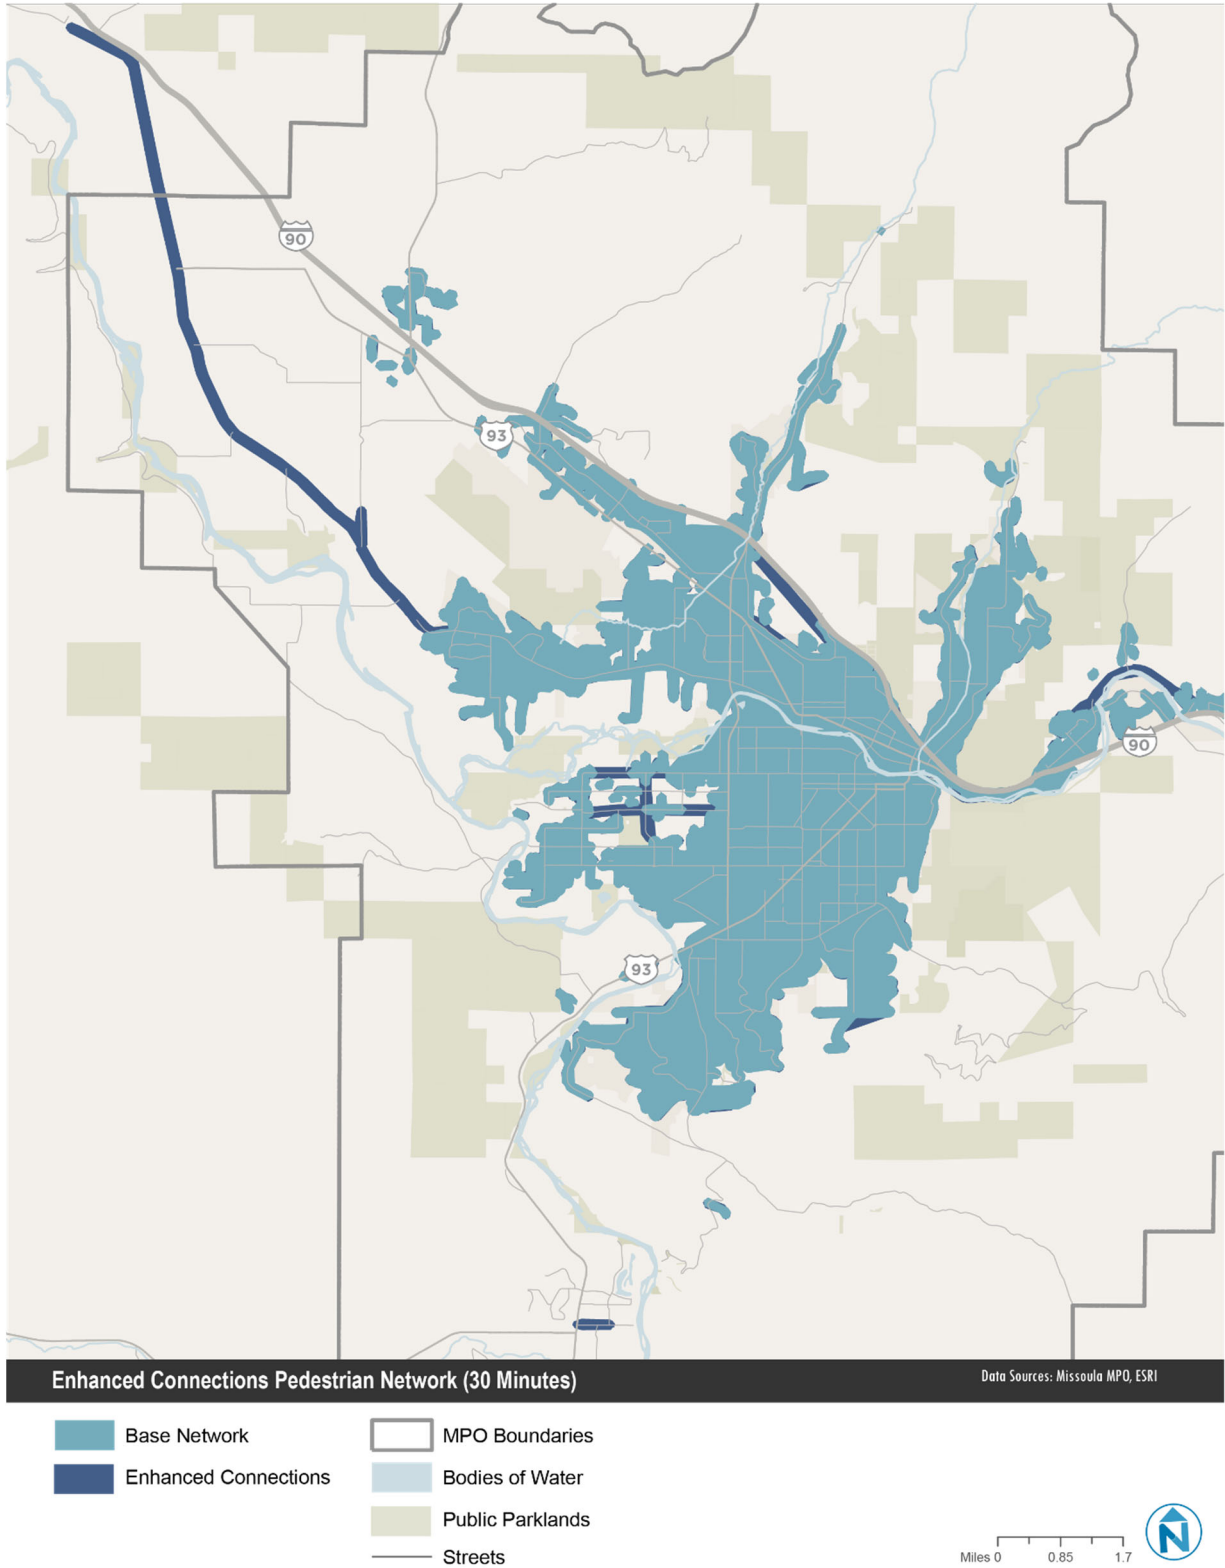 90
93
90
93
Enhanced Connections Pedestrian Network (30 Minutes)
Data Sources: Missoula MPO, ESRI
Base Network
MPO Boundaries
Enhanced Connections
Bodies of Water
Public Parklands
Streets
Miles 0 0.85 1.7
N